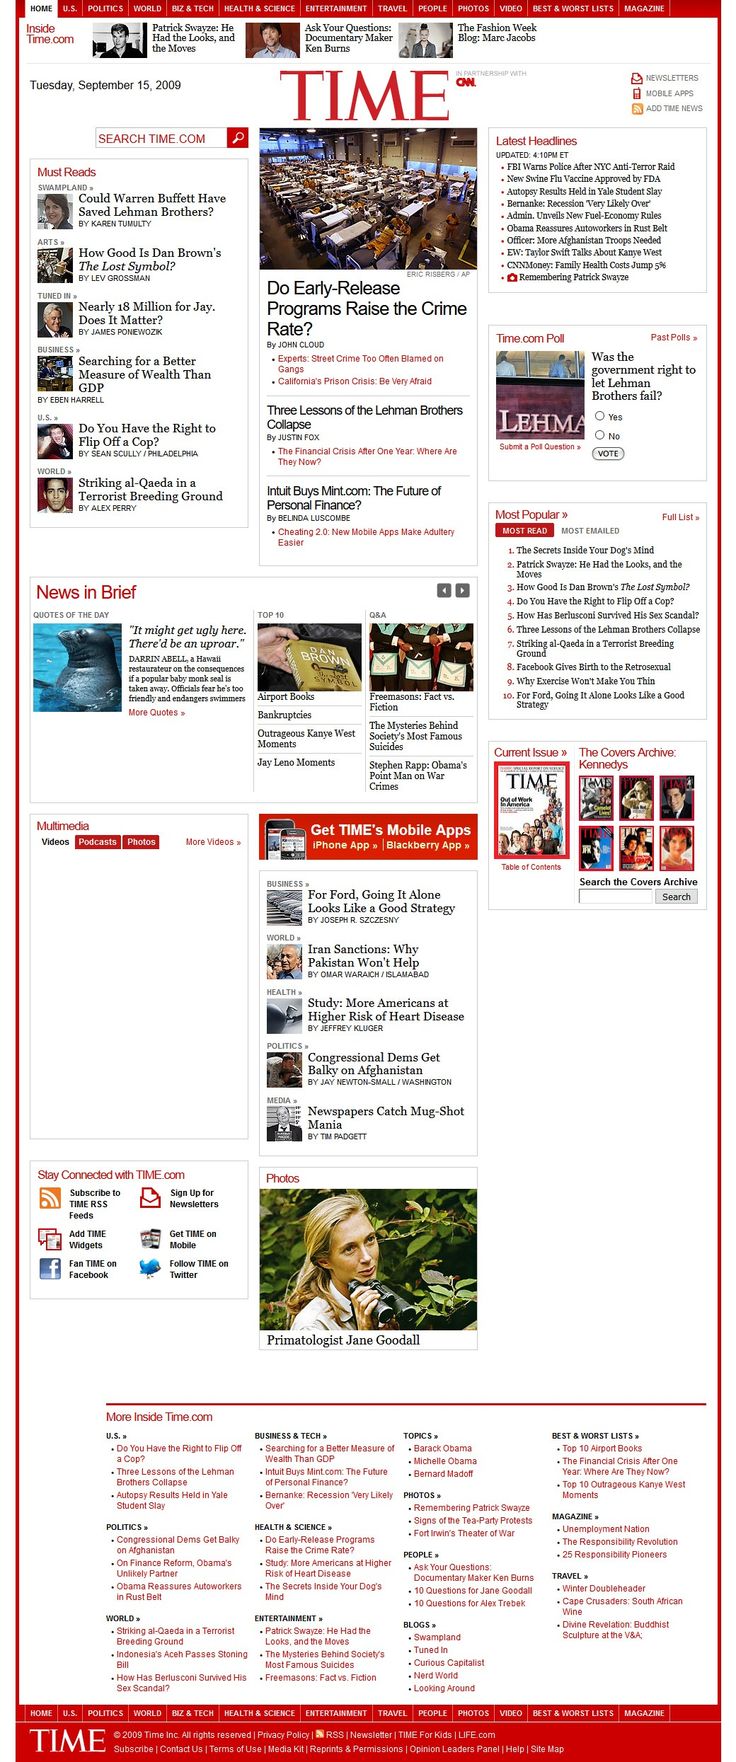 HOME U.S. POLITICS WORLD BIZ & TECH HEALTH & SCIENCE ENTERTAINMENT TRAVEL PEOPLE PHOTOS VIDEO BEST & WORST LISTS MAGAZINE
Inside
Time.com
Patrick Swayze: He
Had the Looks, and
the Moves
Ask Your Questions:
Documentary Maker
Ken Burns
The Fashion Week
Blog: Marc Jacobs
Tuesday, September 15, 2009
TIME
IN PARTNERSHIP WITH
CNN
NEWSLETTERS
MOBILE APPS
ADD TIME NEWS
SEARCH TIME.COM
Must Reads
SWAMPLAND »
Could Warren Buffett Have
Saved Lehman Brothers?
BY KAREN TUMULTY
ARTS »
How Good Is Dan Brown's
The Lost Symbol?
BY LEV GROSSMAN
TUNED IN »
Nearly 18 Million for Jay.
Does It Matter?
BY JAMES PONIEWOZIK
BUSINESS »
Searching for a Better
Measure of Wealth Than
GDP
BY EBEN HARRELL
U.S. »
Do You Have the Right to
Flip Off a Cop?
BY SEAN SCULLY / PHILADELPHIA
WORLD »
Striking al-Qaeda in a
Terrorist Breeding Ground
BY ALEX PERRY
ERIC RISBERG / AP
Do Early-Release
Programs Raise the Crime
Rate?
By JOHN CLOUD
• Experts: Street Crime Too Often Blamed on
Gangs
• California's Prison Crisis: Be Very Afraid
Three Lessons of the Lehman Brothers
Collapse
By JUSTIN FOX
• The Financial Crisis After One Year: Where Are
They Now?
Intuit Buys Mint.com: The Future of
Personal Finance?
By BELINDA LUSCOMBE
• Cheating 2.0: New Mobile Apps Make Adultery
Easier
Latest Headlines
UPDATED: 4:10PM ET
• FBI Warns Police After NYC Anti-Terror Raid
• New Swine Flu Vaccine Approved by FDA
• Autopsy Results Held in Yale Student Slay
• Bernanke: Recession 'Very Likely Over'
• Admin. Unveils New Fuel-Economy Rules
• Obama Reassures Autoworkers in Rust Belt
• Officer: More Afghanistan Troops Needed
• EW: Taylor Swift Talks About Kanye West
• CNNMoney: Family Health Costs Jump 5%
• Remembering Patrick Swayze
Time.com Poll
Past Polls »
LEHMA
Was the
government right to
let Lehman
Brothers fail?
Yes
No
VOTE
Submit a Poll Question »
Most Popular »
Full List »
MOST READ MOST EMAILED
1. The Secrets Inside Your Dog's Mind
2. Patrick Swayze: He Had the Looks, and the
Moves
3. How Good Is Dan Brown's The Lost Symbol?
4. Do You Have the Right to Flip Off a Cop?
5. How Has Berlusconi Survived His Sex Scandal?
6. Three Lessons of the Lehman Brothers Collapse
7. Striking al-Qaeda in a Terrorist Breeding
Ground
8. Facebook Gives Birth to the Retrosexual
9. Why Exercise Won't Make You Thin
10. For Ford, Going It Alone Looks Like a Good
Strategy
News in Brief
QUOTES OF THE DAY
"It might get ugly here.
There'd be an uproar."
DARRIN ABELL, a Hawaii
restaurateur on the consequences
if a popular baby monk seal is
taken away. Officials fear he's too
friendly and endangers swimmers
More Quotes »
TOP 10
DAN
BROWN
Airport Books
Bankruptcies
Outrageous Kanye West
Moments
Jay Leno Moments
Q&A
Freemasons: Fact vs.
Fiction
The Mysteries Behind
Society's Most Famous
Suicides
Stephen Rapp: Obama's
Point Man on War
Crimes
Current Issue »
TIME
Out of Work
In America
Table of Contents
The Covers Archive:
Kennedys
Search the Covers Archive
Search
Multimedia
Videos Podcasts Photos
More Videos »
Get TIME's Mobile Apps
iPhone App » | Blackberry App »
BUSINESS »
For Ford, Going It Alone
Looks Like a Good Strategy
BY JOSEPH R. SZCZESNY
WORLD »
Iran Sanctions: Why
Pakistan Won't Help
BY OMAR WARAICH / ISLAMABAD
HEALTH »
Study: More Americans at
Higher Risk of Heart Disease
BY JEFFREY KLUGER
POLITICS »
Congressional Dems Get
Balky on Afghanistan
BY JAY NEWTON-SMALL / WASHINGTON
MEDIA »
Newspapers Catch Mug-Shot
Mania
BY TIM PADGETT
Stay Connected with TIME.com
Subscribe to
TIME RSS
Feeds
Sign Up for
Newsletters
Add TIME
Widgets
Get TIME on
Mobile
Fan TIME on
Facebook
Follow TIME on
Twitter
Photos
Primatologist Jane Goodall
More Inside Time.com
U.S. »
• Do You Have the Right to Flip Off
a Cop?
• Three Lessons of the Lehman
Brothers Collapse
• Autopsy Results Held in Yale
Student Slay
POLITICS »
• Congressional Dems Get Balky
on Afghanistan
• On Finance Reform, Obama's
Unlikely Partner
• Obama Reassures Autoworkers
in Rust Belt
WORLD »
• Striking al-Qaeda in a Terrorist
Breeding Ground
• Indonesia's Aceh Passes Stoning
Bill
• How Has Berlusconi Survived His
Sex Scandal?
BUSINESS & TECH »
• Searching for a Better Measure of
Wealth Than GDP
• Intuit Buys Mint.com: The Future
of Personal Finance?
• Bernanke: Recession 'Very Likely
Over'
HEALTH & SCIENCE »
• Do Early-Release Programs
Raise the Crime Rate?
• Study: More Americans at Higher
Risk of Heart Disease
• The Secrets Inside Your Dog's
Mind
ENTERTAINMENT »
• Patrick Swayze: He Had the
Looks, and the Moves
• The Mysteries Behind Society's
Most Famous Suicides
• Freemasons: Fact vs. Fiction
TOPICS »
• Barack Obama
• Michelle Obama
• Bernard Madoff
PHOTOS »
• Remembering Patrick Swayze
• Signs of the Tea-Party Protests
• Fort Irwin's Theater of War
PEOPLE »
• Ask Your Questions:
Documentary Maker Ken Burns
• 10 Questions for Jane Goodall
• 10 Questions for Alex Trebek
BLOGS »
• Swampland
• Tuned In
• Curious Capitalist
• Nerd World
• Looking Around
BEST & WORST LISTS »
• Top 10 Airport Books
• The Financial Crisis After One
Year: Where Are They Now?
• Top 10 Outrageous Kanye West
Moments
MAGAZINE »
• Unemployment Nation
• The Responsibility Revolution
• 25 Responsibility Pioneers
TRAVEL »
• Winter Doubleheader
• Cape Crusaders: South African
Wine
• Divine Revelation: Buddhist
Sculpture at the V&A;
HOME U.S. POLITICS WORLD BIZ & TECH HEALTH & SCIENCE ENTERTAINMENT TRAVEL PEOPLE PHOTOS VIDEO BEST & WORST LISTS MAGAZINE
TIME
© 2009 Time Inc. All rights reserved | Privacy Policy | RSS | Newsletter | TIME For Kids | LIFE.com
Subscribe | Contact Us | Terms of Use | Media Kit | Reprints & Permissions | Opinion Leaders Panel | Help | Site Map